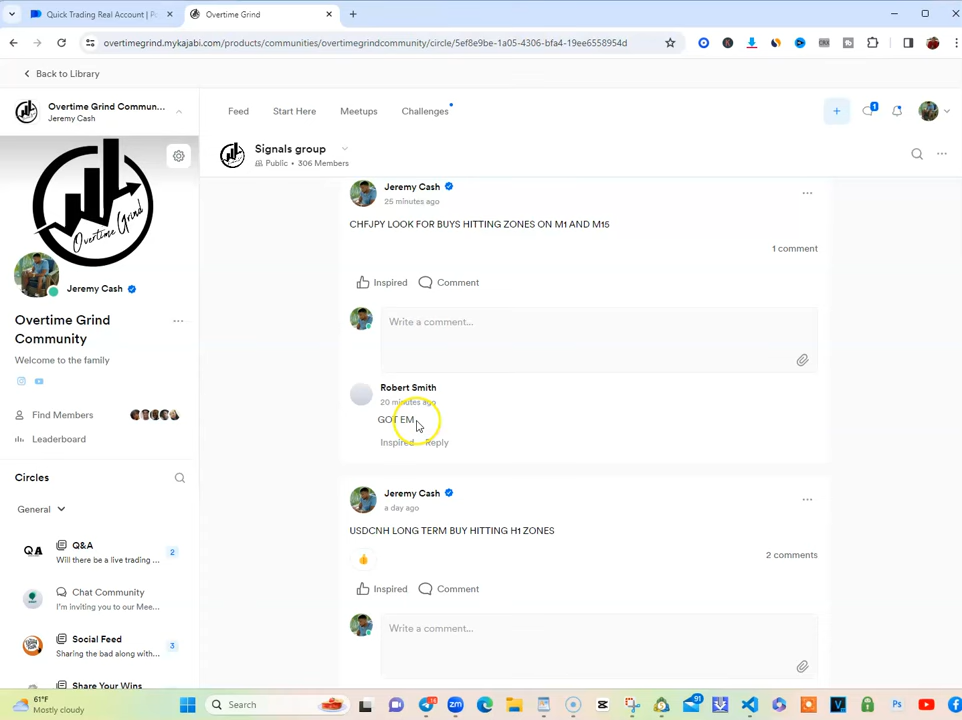 Quick Trading Real Account | P
Overtime Grind
overtimegrind.mykajabi.com/products/communities/overtimegrindcommunity/circle/5ef8e9be-1a05-4306-bfa4-19ee6558954d
Back to Library
Overtime Grind Commun...
Jeremy Cash
Feed
Start Here
Meetups
Challenges
1
Signals group
Public • 306 Members
Overtime Grind
Jeremy Cash
Overtime Grind
Community
Welcome to the family
Find Members
Leaderboard
Circles
General
Q&A
Q&A
Will there be a live trading ...
2
Chat Community
I'm inviting you to our Mee...
Social Feed
Sharing the bad along with...
3
Share Your Wins
Jeremy Cash
25 minutes ago
CHFJPY LOOK FOR BUYS HITTING ZONES ON M1 AND M15
1 comment
Inspired
Comment
Write a comment...
Robert Smith
20 minutes ago
GOT EM
Inspired
Reply
Jeremy Cash
a day ago
USDCNH LONG TERM BUY HITTING H1 ZONES
2 comments
Inspired
Comment
Write a comment...
61°F
Mostly cloudy
Search
91
Ps